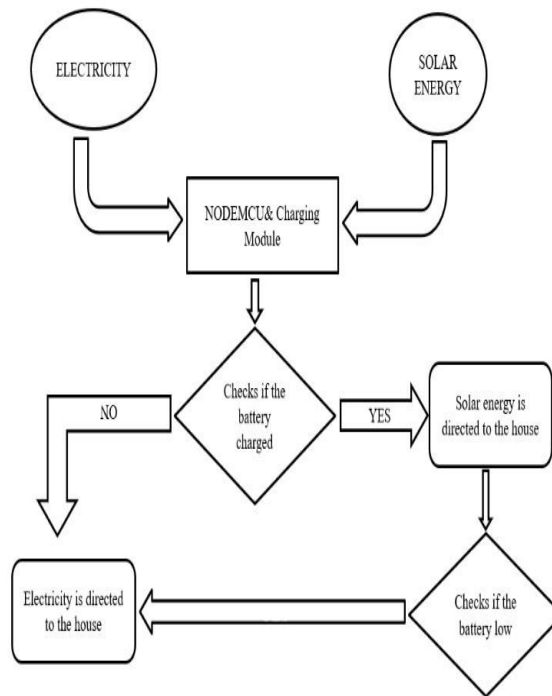 ELECTRICITY
SOLAR
ENERGY
NODEMCU& Charging
Module
Checks if the
battery
charged
NO
YES
Solar energy is
directed to the house
Electricity is directed
to the house
Checks if the
battery low